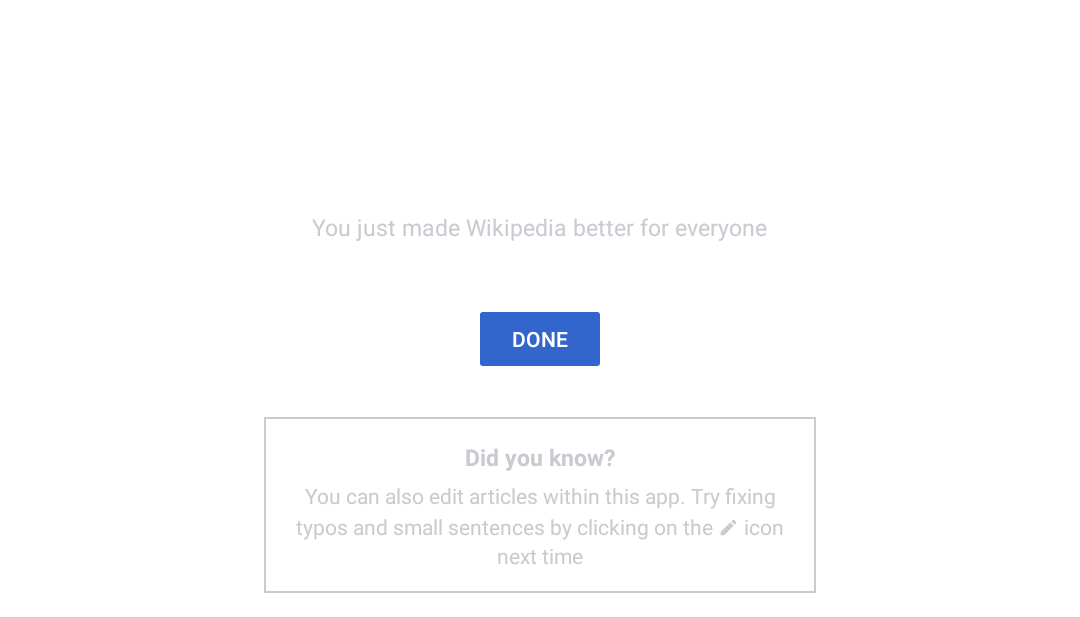 You just made Wikipedia better for everyone
DONE
Did you know?
You can also edit articles within this app. Try fixing
typos and small sentences by clicking on the icon
next time